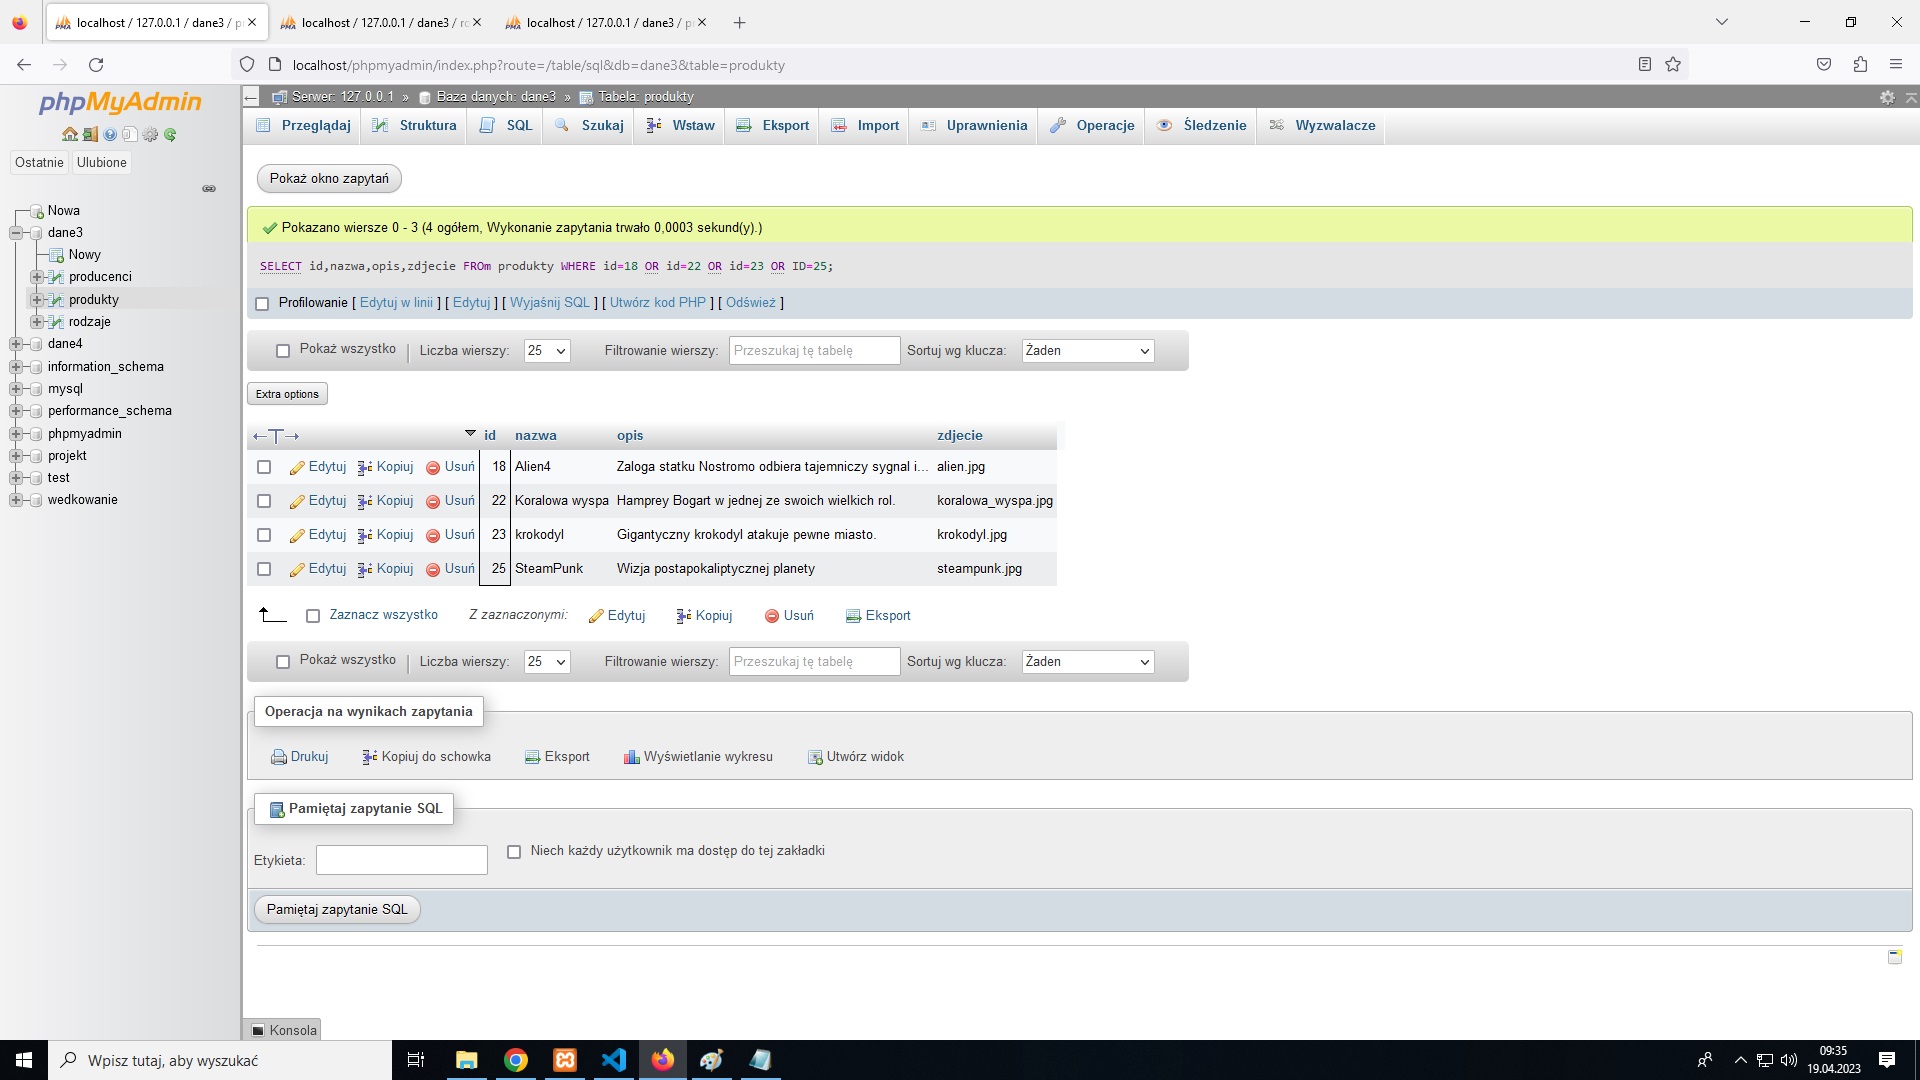 localhost / 127.0.0.1 / dane3 / p
localhost / 127.0.0.1 / dane3 / ro
localhost / 127.0.0.1 / dane3 / p
localhost/phpmyadmin/index.php?route=/table/sql&db=dane3&table=produkty
phpMyAdmin
Ostatnie Ulubione
Nowa
dane3
Nowy
producenci
produkty
rodzaje
dane4
information_schema
mysql
performance_schema
phpmyadmin
projekt
test
wedkowanie
Serwer: 127.0.0.1 » Baza danych: dane3 » Tabela: produkty
Przeglądaj Struktura SQL Szukaj Wstaw Eksport Import Uprawnienia Operacje Śledzenie Wyzwalacze
Pokaż okno zapytań
Pokazano wiersze 0 - 3 (4 ogółem, Wykonanie zapytania trwało 0,0003 sekund(y).)
SELECT id,nazwa,opis,zdjecie FROm produkty WHERE id=18 OR id=22 OR id=23 OR ID=25;
Profilowanie [ Edytuj w linii ] [ Edytuj ] [ Wyjaśnij SQL ] [ Utwórz kod PHP ] [ Odśwież ]
Pokaż wszystko | Liczba wierszy: 25 Filtrowanie wierszy: Przeszukaj tę tabelę Sortuj wg klucza: Żaden
Extra options
id nazwa opis zdjecie
Edytuj Kopiuj Usuń 18 Alien4 Zaloga statku Nostromo odbiera tajemniczy sygnal i... alien.jpg
Edytuj Kopiuj Usuń 22 Koralowa wyspa Hamprey Bogart w jednej ze swoich wielkich rol. koralowa_wyspa.jpg
Edytuj Kopiuj Usuń 23 krokodyl Gigantyczny krokodyl atakuje pewne miasto. krokodyl.jpg
Edytuj Kopiuj Usuń 25 SteamPunk Wizja postapokaliptycznej planety steampunk.jpg
Zaznacz wszystko Z zaznaczonymi: Edytuj Kopiuj Usuń Eksport
Pokaż wszystko | Liczba wierszy: 25 Filtrowanie wierszy: Przeszukaj tę tabelę Sortuj wg klucza: Żaden
Operacja na wynikach zapytania
Drukuj Kopiuj do schowka Eksport Wyświetlanie wykresu Utwórz widok
Pamiętaj zapytanie SQL
Etykieta: Niech każdy użytkownik ma dostęp do tej zakładki
Pamiętaj zapytanie SQL
Konsola
Wpisz tutaj, aby wyszukać
09:35
19.04.2023